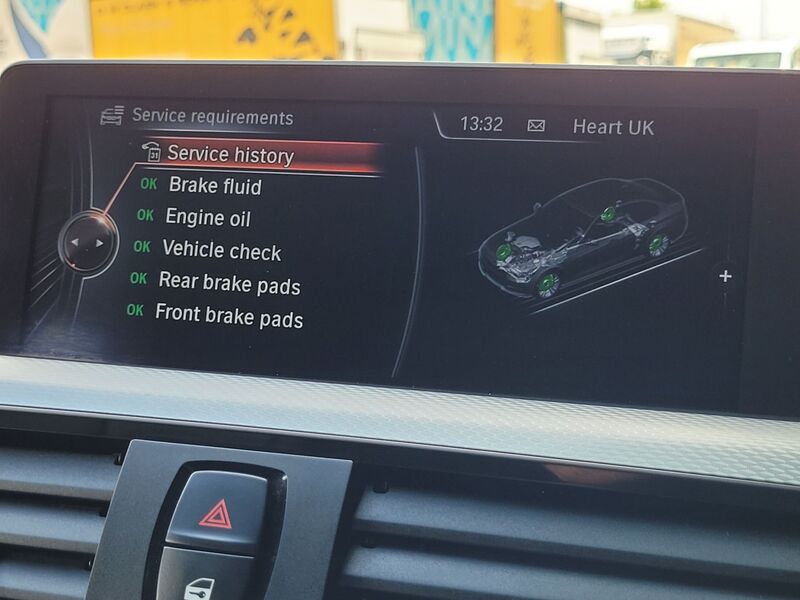 Service requirements
13:32
Heart UK
31 Service history
OK Brake fluid
OK Engine oil
OK Vehicle check
OK Rear brake pads
OK Front brake pads
+